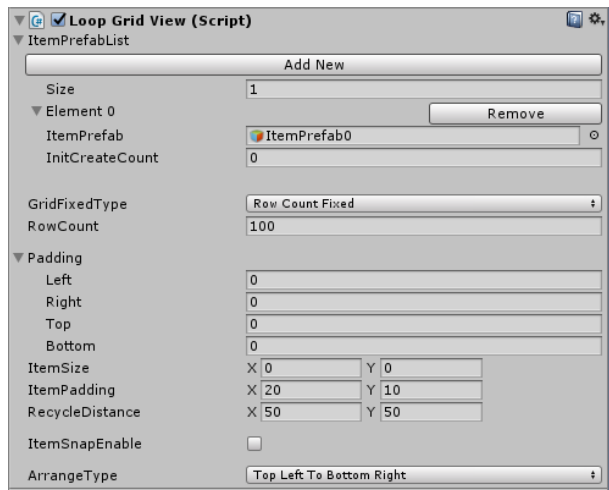 Loop Grid View (Script)
ItemPrefabList
Add New
Size 1
Element 0 Remove
ItemPrefab ItemPrefab0
InitCreateCount 0
GridFixedType Row Count Fixed
RowCount 100
Padding
Left 0
Right 0
Top 0
Bottom 0
ItemSize X 0 Y 0
ItemPadding X 20 Y 10
RecycleDistance X 50 Y 50
ItemSnapEnable
ArrangeType Top Left To Bottom Right